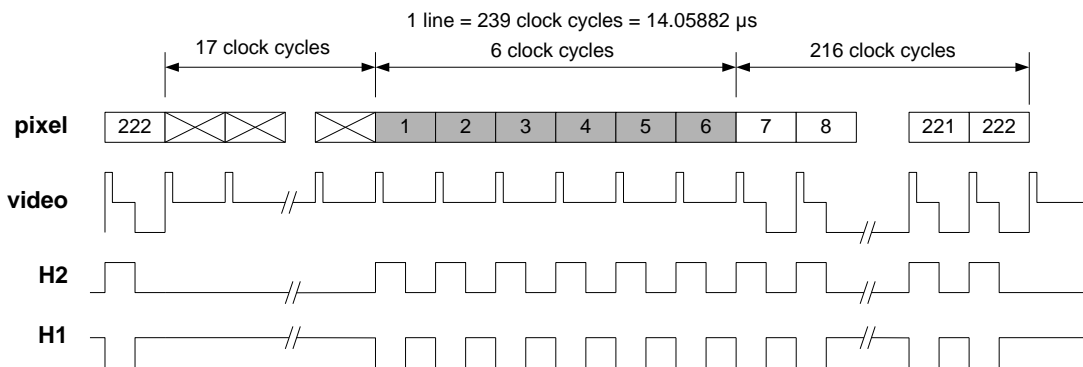 1 line = 239 clock cycles = 14.05882 µs
17 clock cycles 6 clock cycles 216 clock cycles
pixel 222 1 2 3 4 5 6 7 8 221 222
video
H2
H1